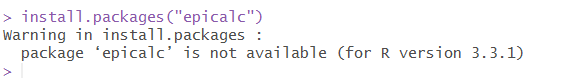 > install.packages("epicalc")
Warning in install.packages :
  package ‘epicalc’ is not available (for R version 3.3.1)
>